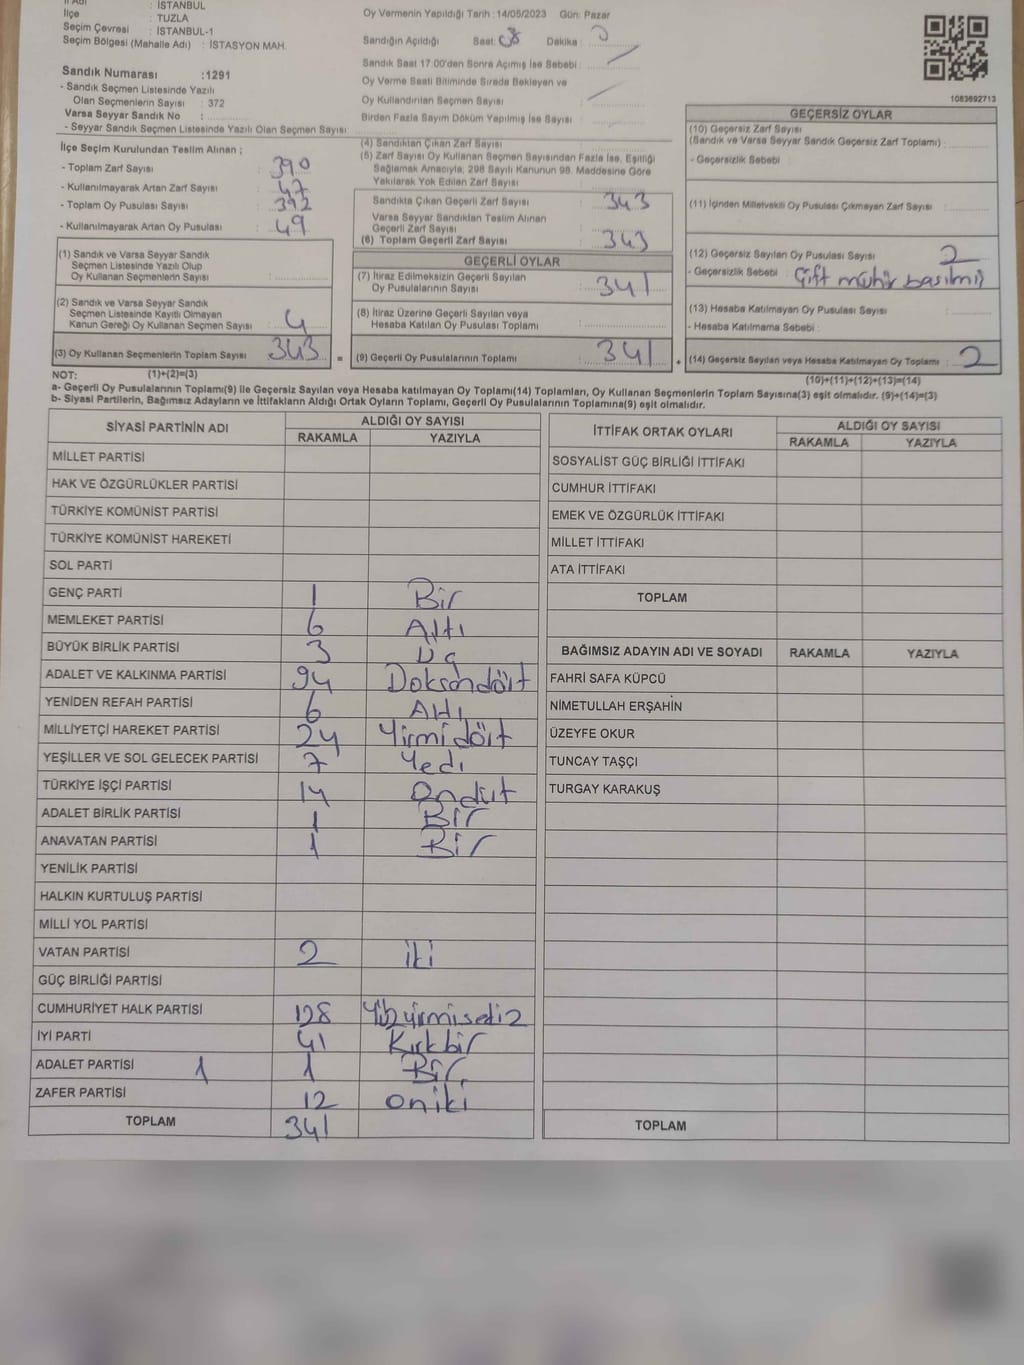 İl Adı : İSTANBUL
İlçe : TUZLA
Seçim Çevresi : İSTANBUL-1
Seçim Bölgesi (Mahalle Adı) : İSTASYON MAH.
Sandık Numarası :1291
- Sandık Seçmen Listesinde Yazılı
Olan Seçmenlerin Sayısı : 372
Varsa Seyyar Sandık No :
- Seyyar Sandık Seçmen Listesinde Yazılı Olan Seçmen Sayısı :
İlçe Seçim Kurulundan Teslim Alınan ;
- Toplam Zarf Sayısı : 390
- Kullanılmayarak Artan Zarf Sayısı : 47
- Toplam Oy Pusulası Sayısı : 392
- Kullanılmayarak Artan Oy Pusulası : 49
(1) Sandık ve Varsa Seyyar Sandık
Seçmen Listesinde Yazılı Olup
Oy Kullanan Seçmenlerin Sayısı :
(2) Sandık ve Varsa Seyyar Sandık
Seçmen Listesinde Kayıtlı Olmayan
Kanun Gereği Oy Kullanan Seçmen Sayısı : 4
(3) Oy Kullanan Seçmenlerin Toplam Sayısı : 343 =
Oy Vermenin Yapıldığı Tarih : 14/05/2023 Gün: Pazar
Sandığın Açıldığı Saat: Dakika :
Sandık Saat 17:00'den Sonra Açılmış İse Sebebi :
Oy Verme Saati Bitiminde Sırada Bekleyen ve
Oy Kullandırılan Seçmen Sayısı :
Birden Fazla Sayım Döküm Yapılmış İse Sayısı :
(4) Sandıktan Çıkan Zarf Sayısı :
(5) Zarf Sayısı Oy Kullanan Seçmen Sayısından Fazla İse, Eşitliği
Sağlamak Amacıyla, 298 Sayılı Kanunun 98. Maddesine Göre
Yakılarak Yok Edilen Zarf Sayısı :
Sandıkta Çıkan Geçerli Zarf Sayısı : 343
Varsa Seyyar Sandıktan Teslim Alınan
Geçerli Zarf Sayısı :
(6) Toplam Geçerli Zarf Sayısı : 343
GEÇERLİ OYLAR
(7) İtiraz Edilmeksizin Geçerli Sayılan
Oy Pusulalarının Sayısı : 341
(8) İtiraz Üzerine Geçerli Sayılan veya
Hesaba Katılan Oy Pusulası Toplamı :
(9) Geçerli Oy Pusulalarının Toplamı : 341 +
1083692713
GEÇERSİZ OYLAR
(10) Geçersiz Zarf Sayısı
(Sandık ve Varsa Seyyar Sandık Geçersiz Zarf Toplamı) :
- Geçersizlik Sebebi :
(11) İçinden Milletvekili Oy Pusulası Çıkmayan Zarf Sayısı :
(12) Geçersiz Sayılan Oy Pusulası Sayısı : 2
- Geçersizlik Sebebi : Çift mühür basılmış
(13) Hesaba Katılmayan Oy Pusulası Sayısı :
- Hesaba Katılmama Sebebi :
(14) Geçersiz Sayılan veya Hesaba Katılmayan Oy Toplamı : 2
NOT: (1)+(2)=(3) (10)+(11)+(12)+(13)=(14)
a- Geçerli Oy Pusulalarının Toplamı(9) ile Geçersiz Sayılan veya Hesaba katılmayan Oy Toplamı(14) Toplamları, Oy Kullanan Seçmenlerin Toplam Sayısına(3) eşit olmalıdır. (9)+(14)=(3)
b- Siyasi Partilerin, Bağımsız Adayların ve İttifakların Aldığı Ortak Oyların Toplamı, Geçerli Oy Pusulalarının Toplamına(9) eşit olmalıdır.
SİYASİ PARTİNİN ADI ALDIĞI OY SAYISI
RAKAMLA YAZIYLA
MİLLET PARTİSİ
HAK VE ÖZGÜRLÜKLER PARTİSİ
TÜRKİYE KOMÜNİST PARTİSİ
TÜRKİYE KOMÜNİST HAREKETİ
SOL PARTİ
GENÇ PARTİ 1 Bir
MEMLEKET PARTİSİ 6 Altı
BÜYÜK BİRLİK PARTİSİ 3 Üç
ADALET VE KALKINMA PARTİSİ 94 Doksandört
YENİDEN REFAH PARTİSİ 6 Altı
MİLLİYETÇİ HAREKET PARTİSİ 24 Yirmidört
YEŞİLLER VE SOL GELECEK PARTİSİ 7 Yedi
TÜRKİYE İŞÇİ PARTİSİ 14 Ondört
ADALET BİRLİK PARTİSİ 1 Bir
ANAVATAN PARTİSİ 1 Bir
YENİLİK PARTİSİ
HALKIN KURTULUŞ PARTİSİ
MİLLİ YOL PARTİSİ
VATAN PARTİSİ 2 iki
GÜÇ BİRLİĞİ PARTİSİ
CUMHURİYET HALK PARTİSİ 128 Yüzyirmisekiz
İYİ PARTİ 41 Kırkbir
ADALET PARTİSİ 1 1 Bir
ZAFER PARTİSİ 12 oniki
TOPLAM 341
İTTİFAK ORTAK OYLARI ALDIĞI OY SAYISI
RAKAMLA YAZIYLA
SOSYALİST GÜÇ BİRLİĞİ İTTİFAKI
CUMHUR İTTİFAKI
EMEK VE ÖZGÜRLÜK İTTİFAKI
MİLLET İTTİFAKI
ATA İTTİFAKI
TOPLAM
BAĞIMSIZ ADAYIN ADI VE SOYADI RAKAMLA YAZIYLA
FAHRİ SAFA KÜPCÜ
NİMETULLAH ERŞAHİN
ÜZEYFE OKUR
TUNCAY TAŞÇI
TURGAY KARAKUŞ
TOPLAM